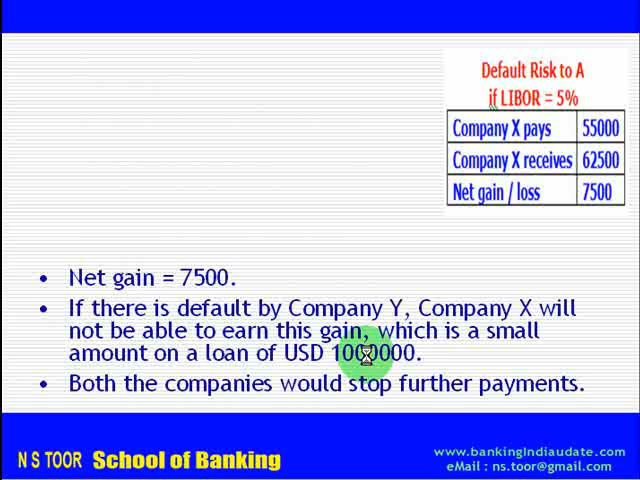 Default Risk to A
if LIBOR = 5%
Company X pays 55000
Company X receives 62500
Net gain / loss 7500
• Net gain = 7500.
• If there is default by Company Y, Company X will
not be able to earn this gain, which is a small
amount on a loan of USD 1000000.
• Both the companies would stop further payments.
N S TOOR School of Banking
www.bankingIndiaudate.com
eMail : ns.toor@gmail.com